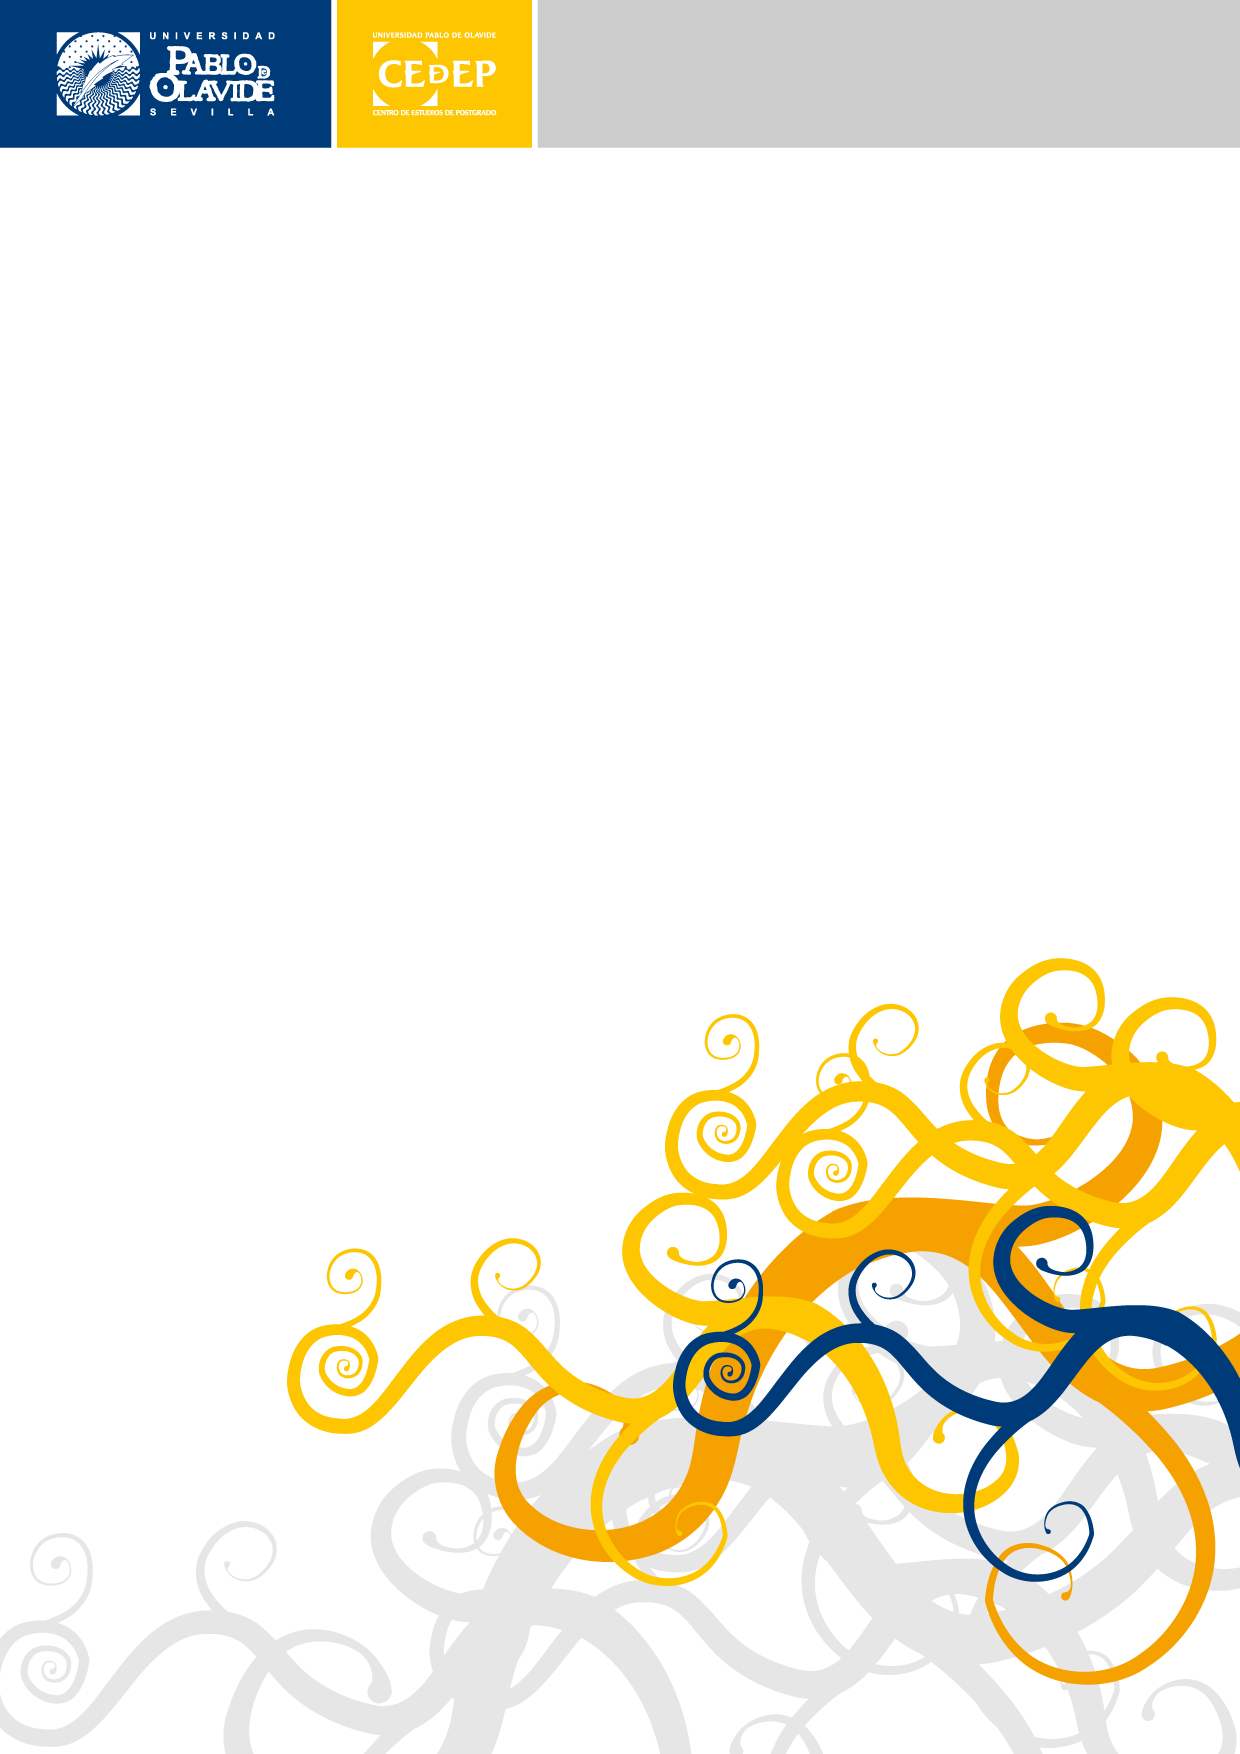 UNIVERSIDAD
PABLO DE
OLAVIDE
SEVILLA
UNIVERSIDAD PABLO DE OLAVIDE
CEDEP
CENTRO DE ESTUDIOS DE POSTGRADO